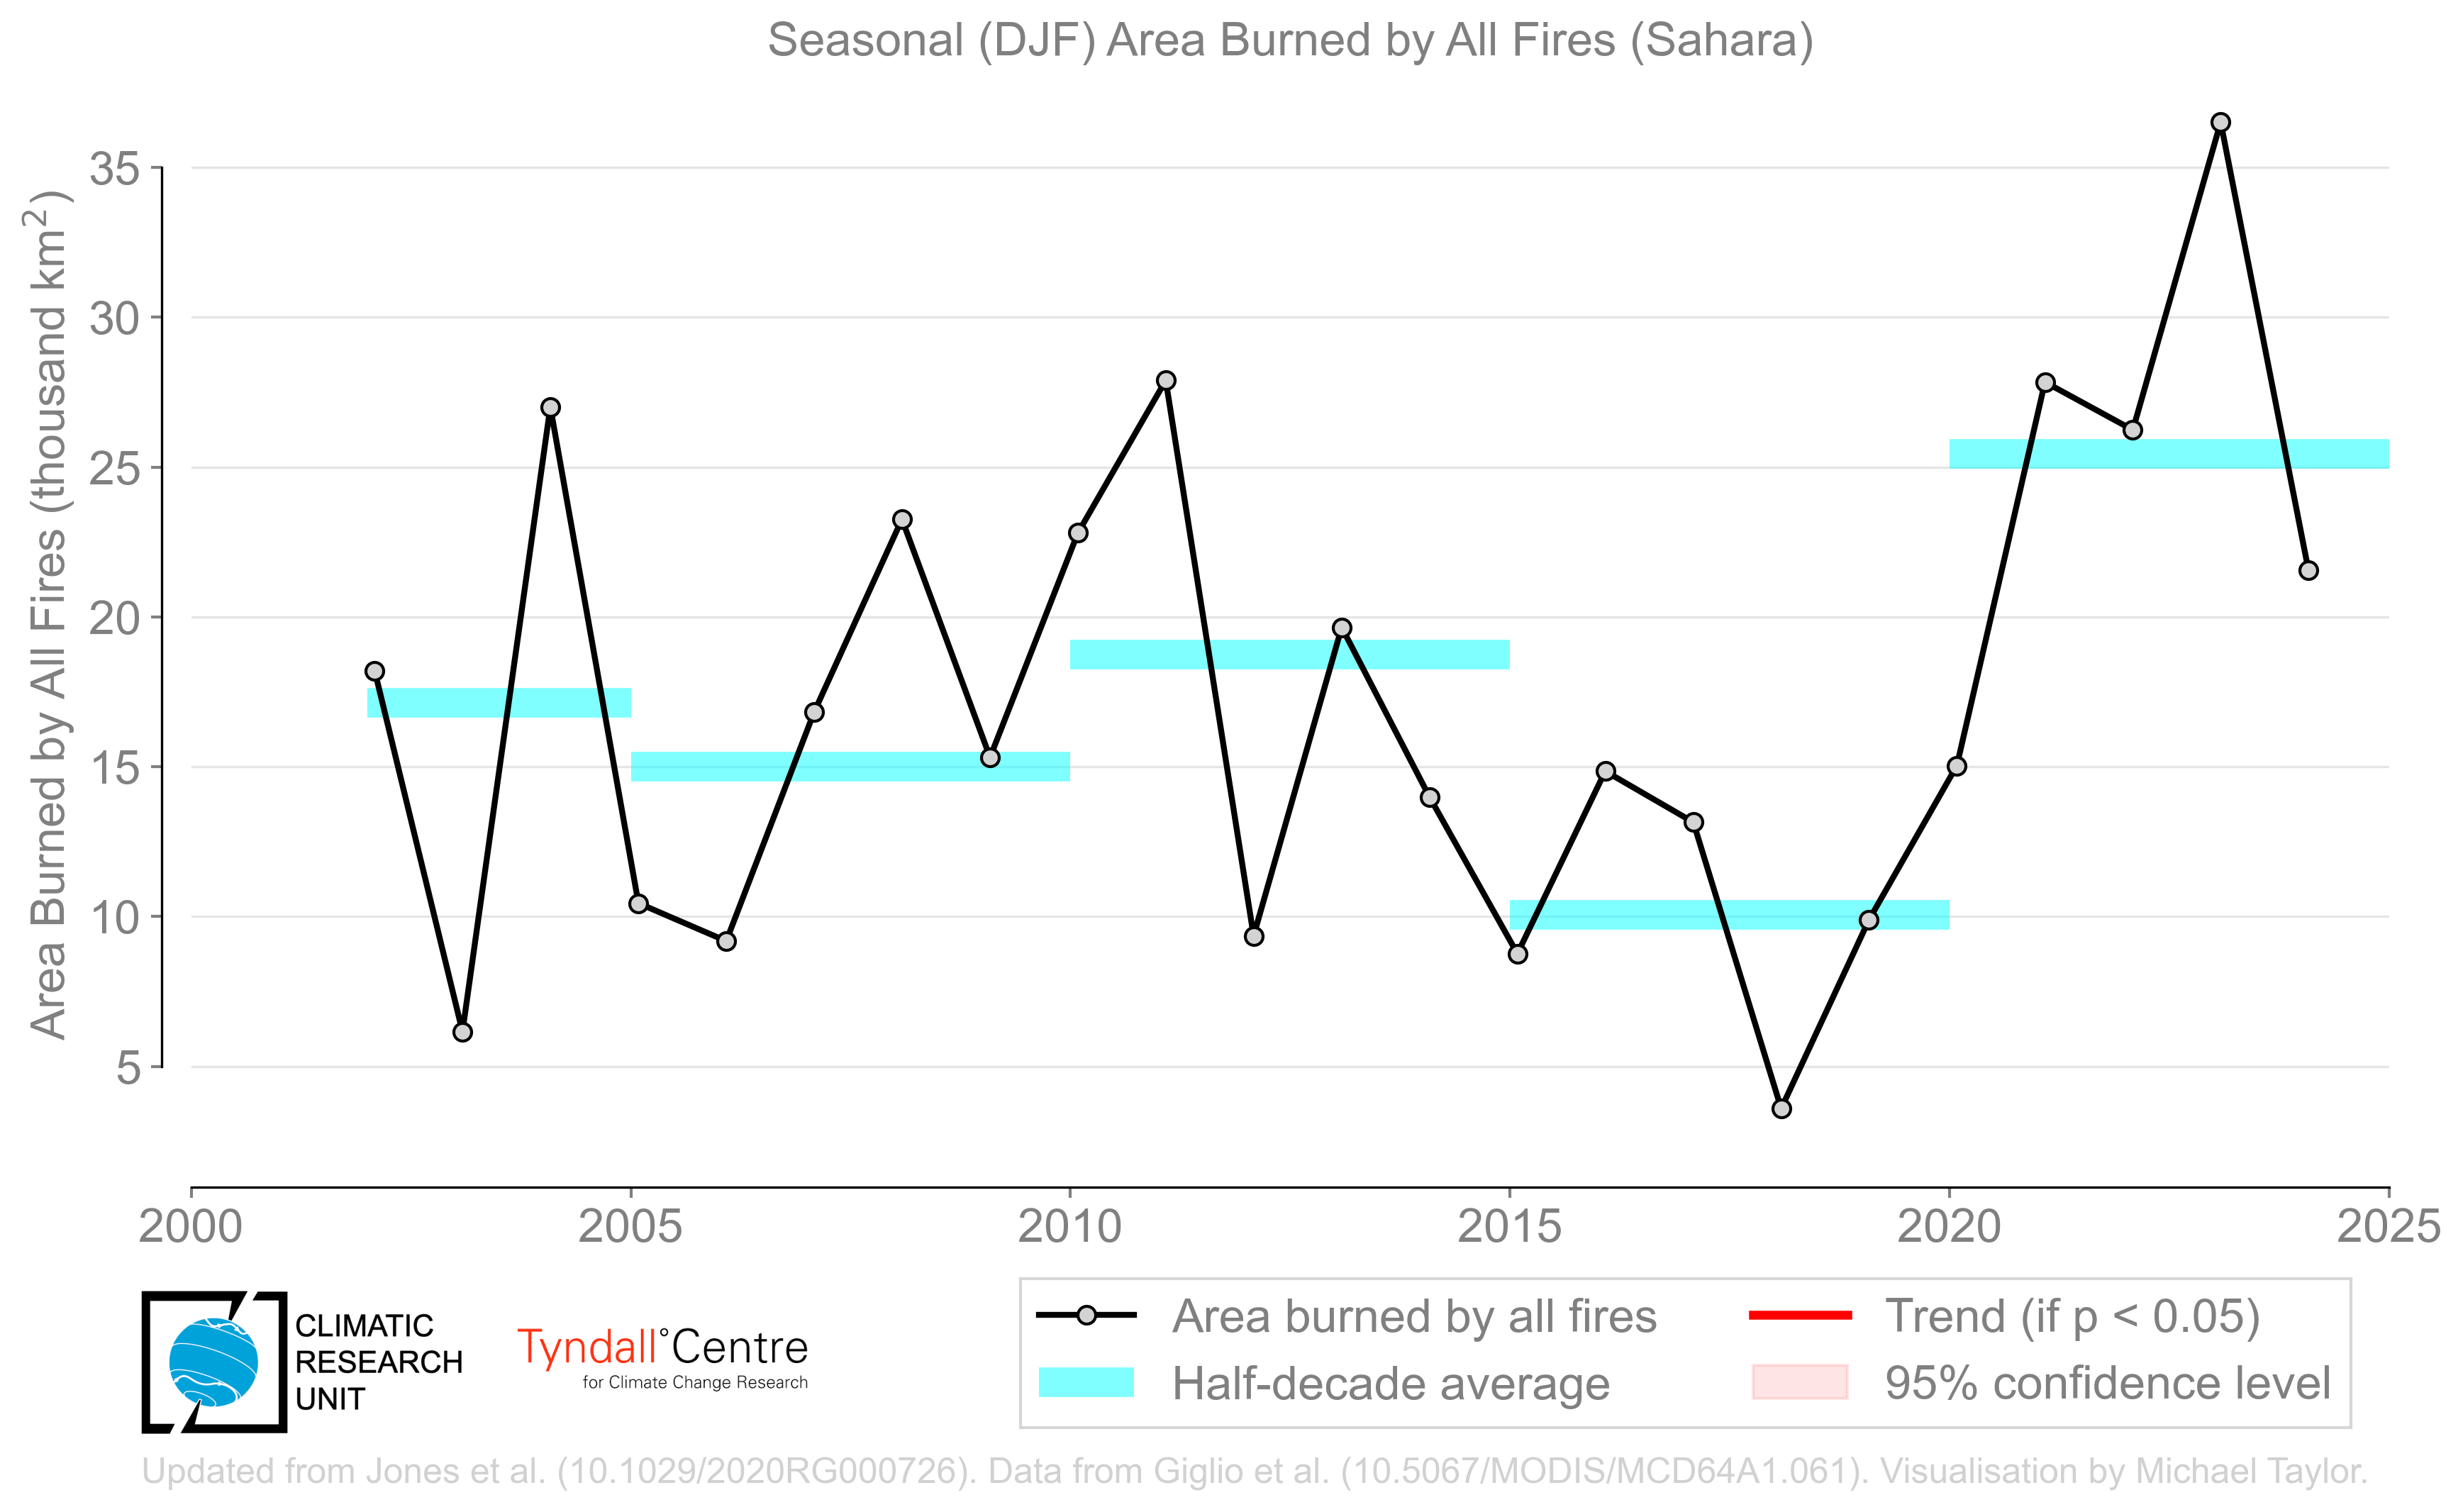 Seasonal (DJF) Area Burned by All Fires (Sahara)
Area Burned by All Fires (thousand km²)
35
30
25
20
15
10
5
2000 2005 2010 2015 2020 2025
CLIMATIC
RESEARCH
UNIT
Tyndall°Centre
for Climate Change Research
Area burned by all fires
Half-decade average
Trend (if p < 0.05)
95% confidence level
Updated from Jones et al. (10.1029/2020RG000726). Data from Giglio et al. (10.5067/MODIS/MCD64A1.061). Visualisation by Michael Taylor.